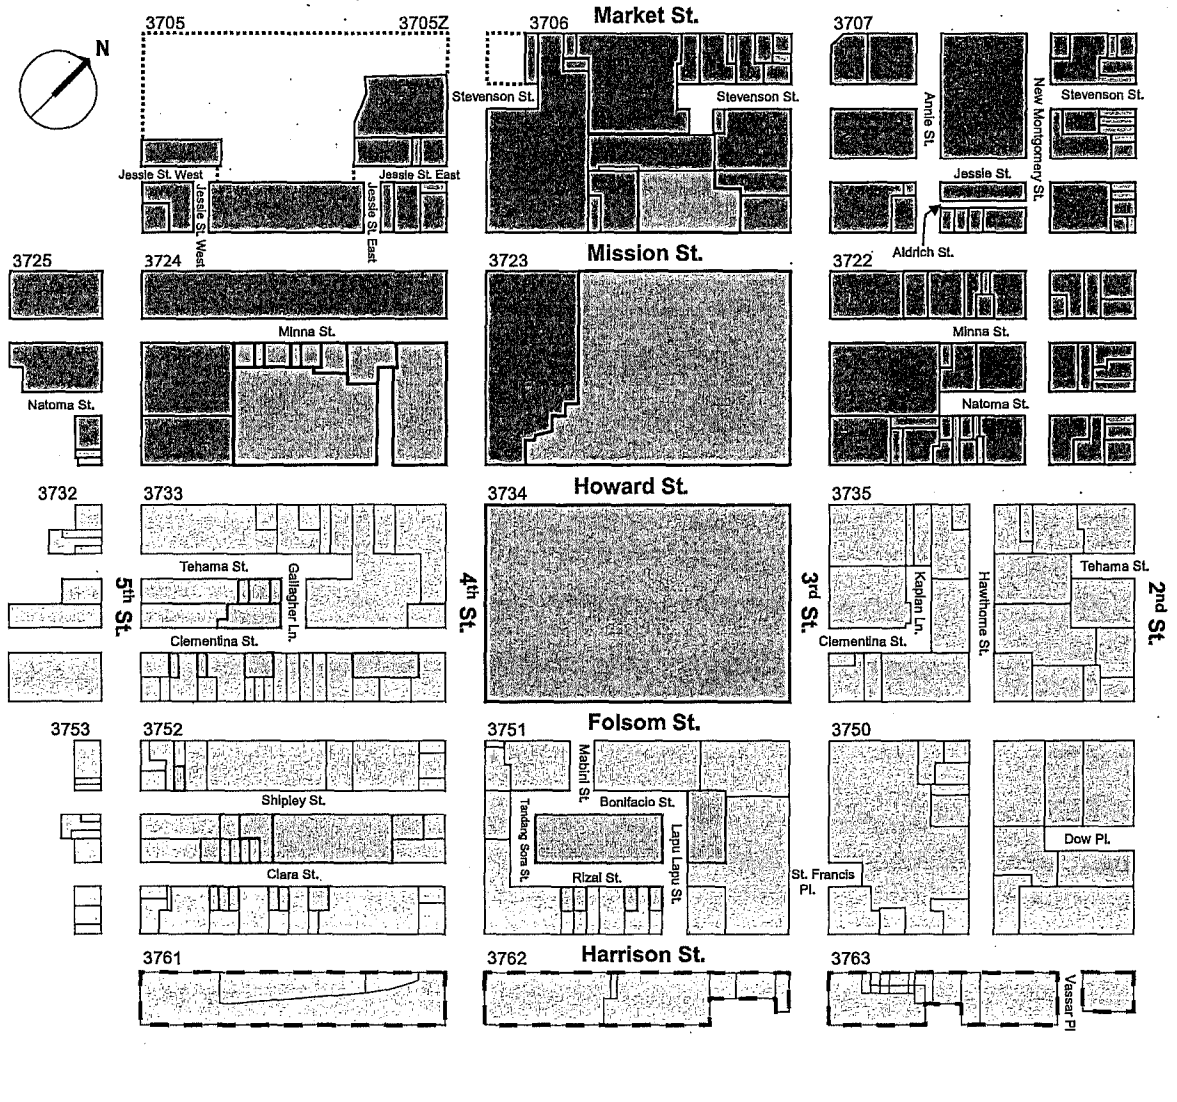 Market St.
3705
3705Z
3706
3707
N
Stevenson St.
Stevenson St.
Stevenson St.
Annie St.
New Montgomery St.
Jessie St. West
Jessie St. East
Jessie St.
Jessie St. West
Jessie St. East
Aldrich St.
Mission St.
3725
3724
3723
3722
Minna St.
Minna St.
Natoma St.
Natoma St.
Howard St.
3732
3733
3734
3735
Tehama St.
Tehama St.
Gallagher Ln.
Kaplan Ln.
Hawthorne St.
5th St.
4th St.
3rd St.
2nd St.
Clementina St.
Clementina St.
Folsom St.
3753
3752
3751
3750
Mabini St.
Shipley St.
Bonifacio St.
Tandang Sora St.
Lapu Lapu St.
Dow Pl.
Clara St.
Rizal St.
St. Francis
Pl.
Harrison St.
3761
3762
3763
Vassar Pl